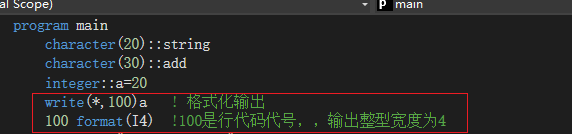 al Scope)
main
program main
character(20)::string
character(30)::add
integer::a=20
write(*,100)a ! 格式化输出
100 format(I4) !100是行代码代号，，输出整型宽度为4